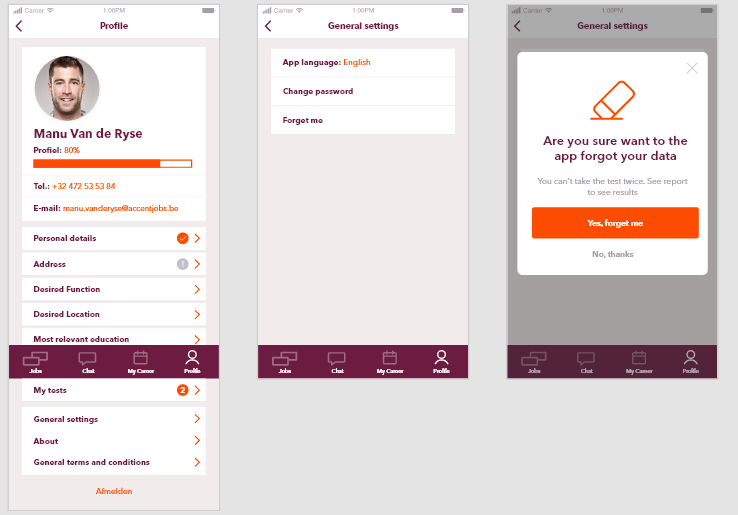 Carrier
1:00PM
Profile
Manu Van de Ryse
Profiel: 80%
Tel.: +32 472 53 53 84
E-mail: manu.vanderyse@accentjobs.be
Personal details
Address
!
Desired Function
Desired Location
Most relevant education
Jobs
Chat
My Career
Profile
My tests
2
General settings
About
General terms and conditions
Afmelden
Carrier
1:00PM
General settings
App language: English
Change password
Forget me
Jobs
Chat
My Career
Profile
Carrier
1:00PM
General settings
Are you sure want to the
app forgot your data
You can't take the test twice. See report
to see results
Yes, forget me
No, thanks
Jobs
Chat
My Career
Profile